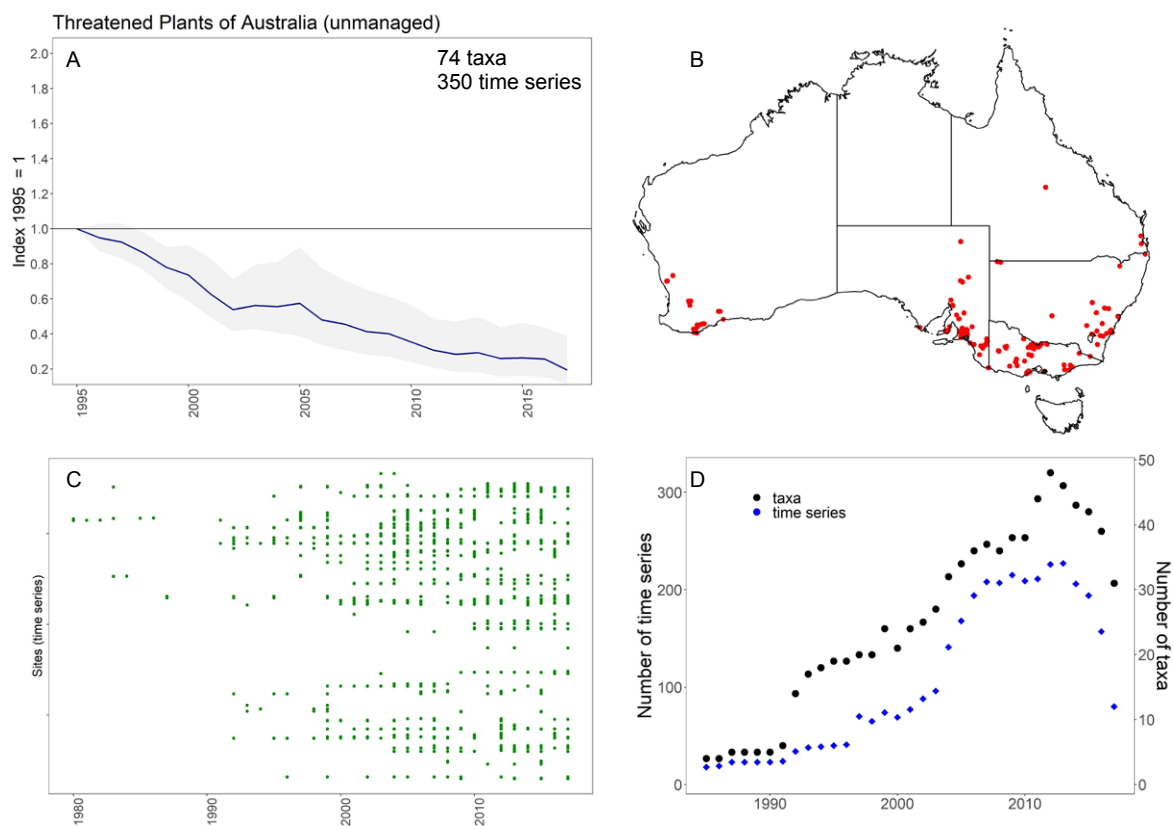 Threatened Plants of Australia (unmanaged)
A
74 taxa
350 time series
2.0
1.8
1.6
1.4
1.2
1.0
0.8
0.6
0.4
0.2
Index 1995 = 1
1995
2000
2005
2010
2015
B
C
Sites (time series)
1980
1990
2000
2010
D
taxa
time series
300
200
100
0
Number of time series
50
40
30
20
10
0
Number of taxa
1990
2000
2010